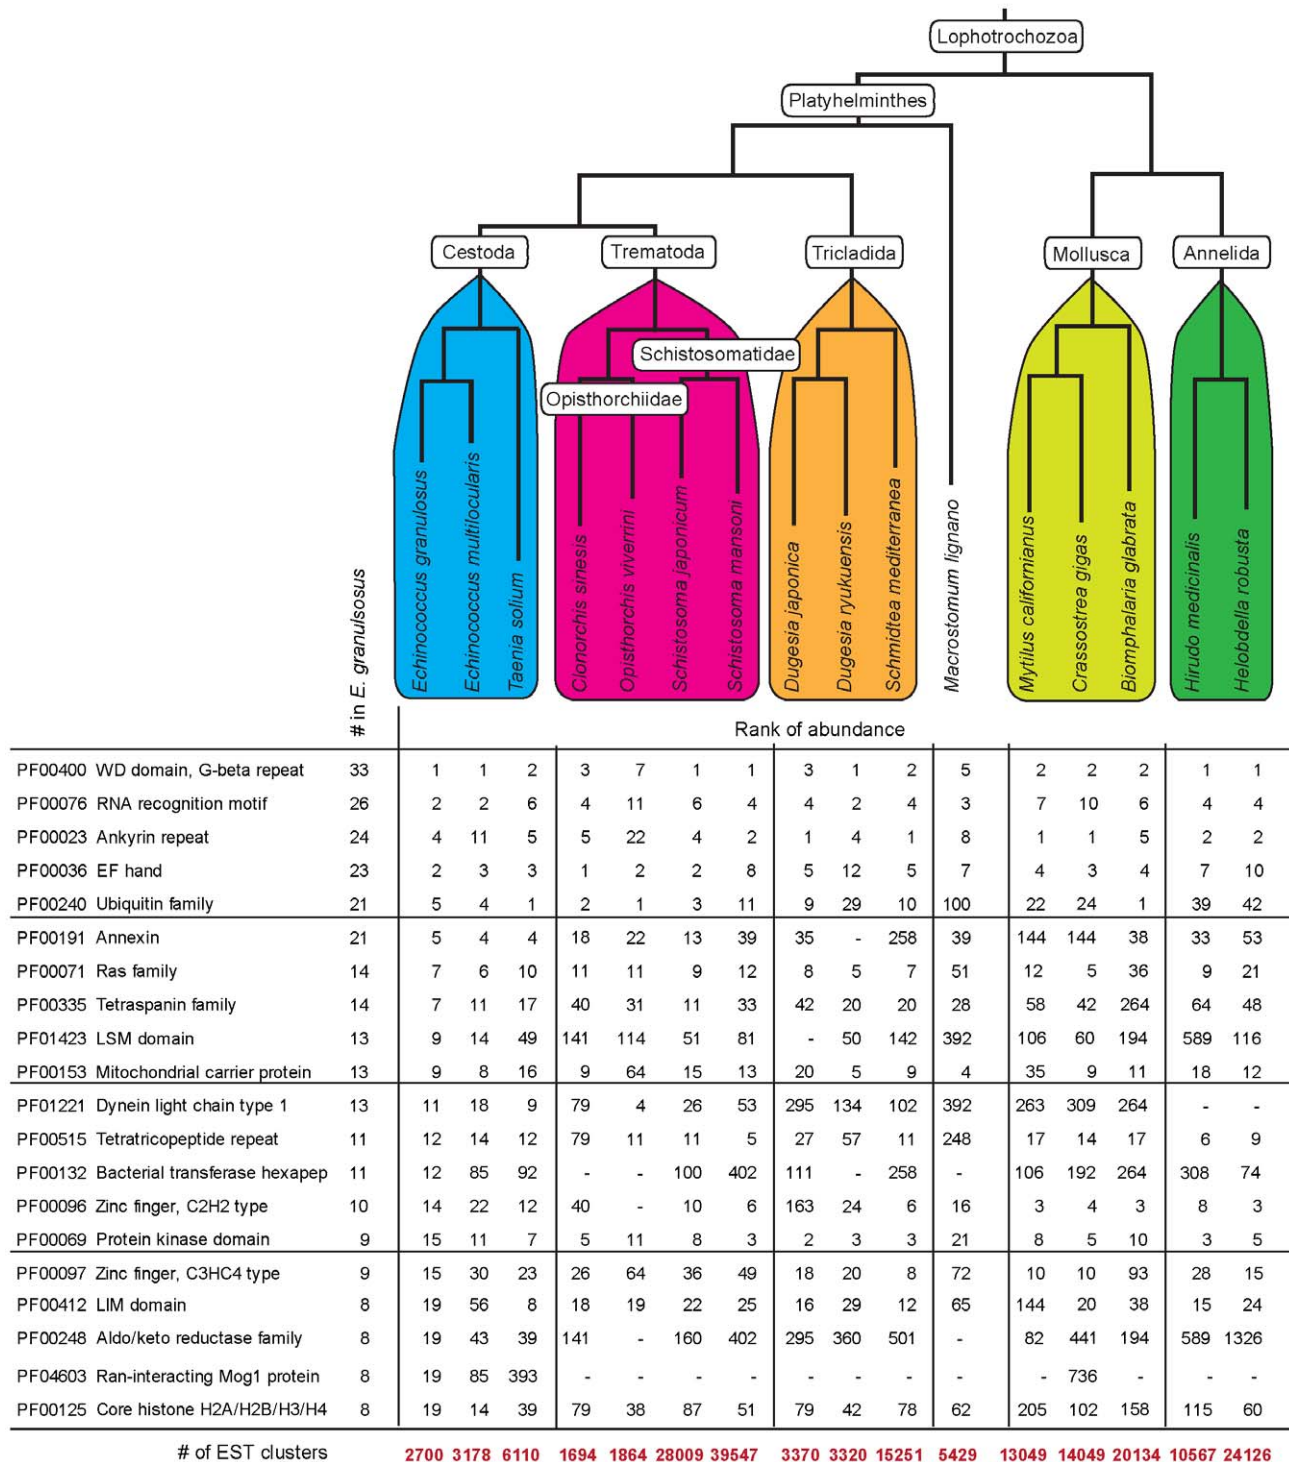 Lophotrochozoa
Platyhelminthes
Cestoda Trematoda Tricladida Mollusca Annelida
Schistosomatidae
Opisthorchiidae
# in E. granulsosus
Echinococcus granulosus
Echinococcus multilocularis
Taenia solium
Clonorchis sinesis
Opisthorchis viverrini
Schistosoma japonicum
Schistosoma mansoni
Dugesia japonica
Dugesia ryukuensis
Schmidtea mediterranea
Macrostomum lignano
Mytilus californianus
Crassostrea gigas
Biomphalaria glabrata
Hirudo medicinalis
Helobdella robusta
Rank of abundance
PF00400 WD domain, G-beta repeat 33 1 1 2 3 7 1 1 3 1 2 5 2 2 2 1 1
PF00076 RNA recognition motif 26 2 2 6 4 11 6 4 4 2 4 3 7 10 6 4 4
PF00023 Ankyrin repeat 24 4 11 5 5 22 4 2 1 4 1 8 1 1 5 2 2
PF00036 EF hand 23 2 3 3 1 2 2 8 5 12 5 7 4 3 4 7 10
PF00240 Ubiquitin family 21 5 4 1 2 1 3 11 9 29 10 100 22 24 1 39 42
PF00191 Annexin 21 5 4 4 18 22 13 39 35 - 258 39 144 144 38 33 53
PF00071 Ras family 14 7 6 10 11 11 9 12 8 5 7 51 12 5 36 9 21
PF00335 Tetraspanin family 14 7 11 17 40 31 11 33 42 20 20 28 58 42 264 64 48
PF01423 LSM domain 13 9 14 49 141 114 51 81 - 50 142 392 106 60 194 589 116
PF00153 Mitochondrial carrier protein 13 9 8 16 9 64 15 13 20 5 9 4 35 9 11 18 12
PF01221 Dynein light chain type 1 13 11 18 9 79 4 26 53 295 134 102 392 263 309 264 - -
PF00515 Tetratricopeptide repeat 11 12 14 12 79 11 11 5 27 57 11 248 17 14 17 6 9
PF00132 Bacterial transferase hexapep 11 12 85 92 - - 100 402 111 - 258 - 106 192 264 308 74
PF00096 Zinc finger, C2H2 type 10 14 22 12 40 - 10 6 163 24 6 16 3 4 3 8 3
PF00069 Protein kinase domain 9 15 11 7 5 11 8 3 2 3 3 21 8 5 10 3 5
PF00097 Zinc finger, C3HC4 type 9 15 30 23 26 64 36 49 18 20 8 72 10 10 93 28 15
PF00412 LIM domain 8 19 56 8 18 19 22 25 16 29 12 65 144 20 38 15 24
PF00248 Aldo/keto reductase family 8 19 43 39 141 - 160 402 295 360 501 - 82 441 194 589 1326
PF04603 Ran-interacting Mog1 protein 8 19 85 393 - - - - - - - - - 736 - - -
PF00125 Core histone H2A/H2B/H3/H4 8 19 14 39 79 38 87 51 79 42 78 62 205 102 158 115 60
# of EST clusters 2700 3178 6110 1694 1864 28009 39547 3370 3320 15251 5429 13049 14049 20134 10567 24126